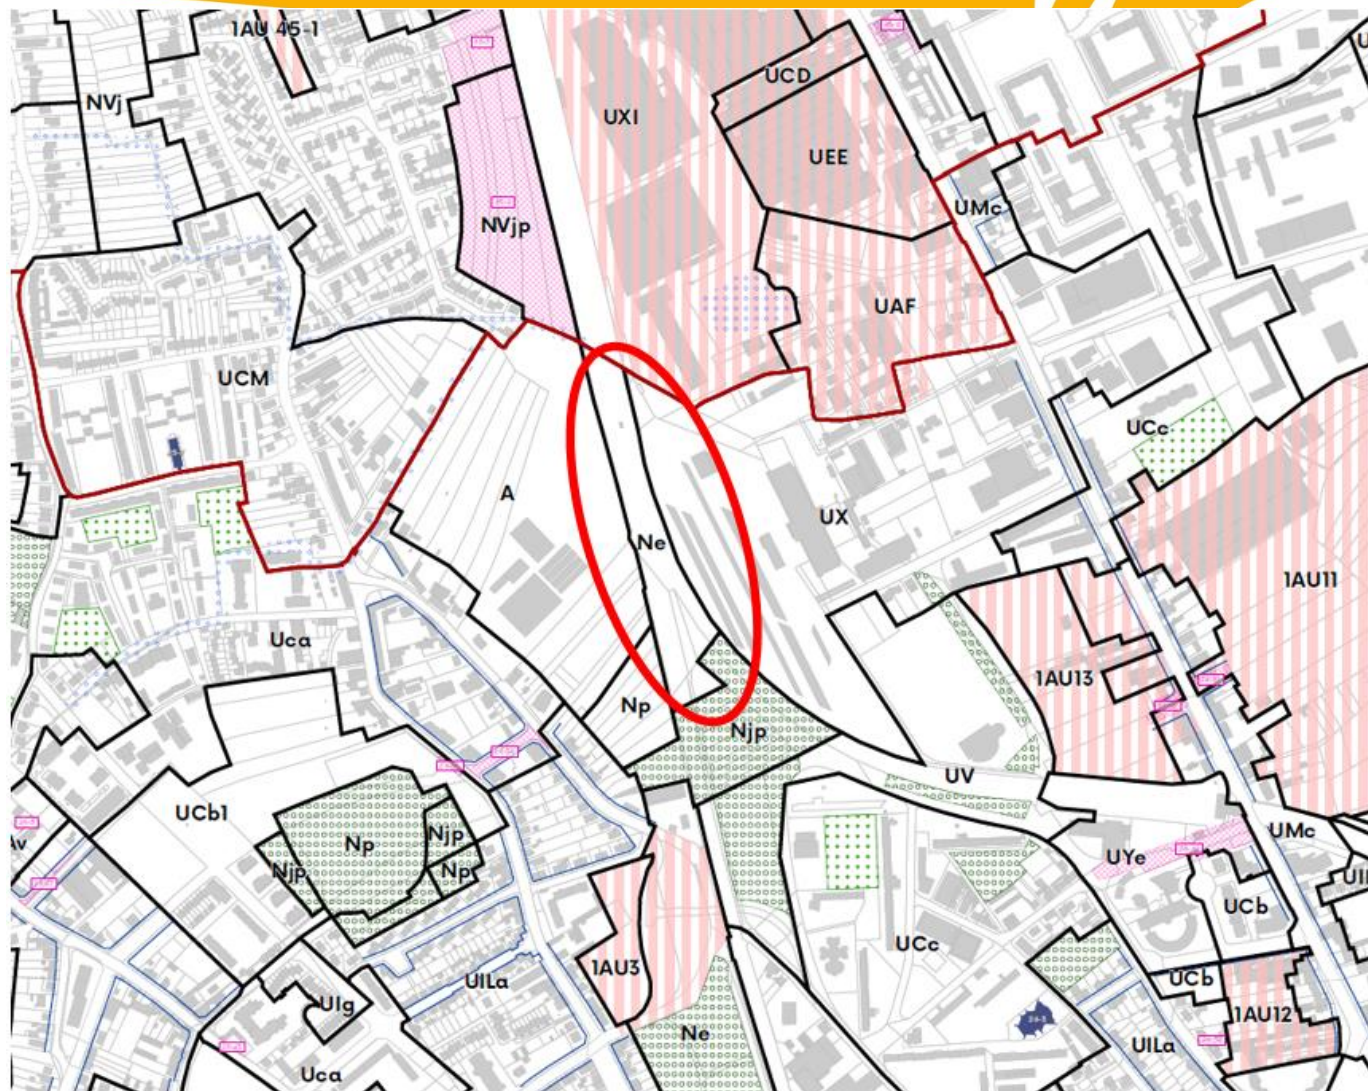 1AU 45-1
UCD
NVj
UXI
UEE
UMc
NVjp
UAF
UCM
UCc
A
UX
Ne
1AU11
Uca
1AU13
Np
Njp
UV
UCb1
UMc
Np
Njp
UYe
Njp
Np
UCb
UCc
1AU3
UILa
UCb
UIg
1AU12
Ne
UILa
Uca